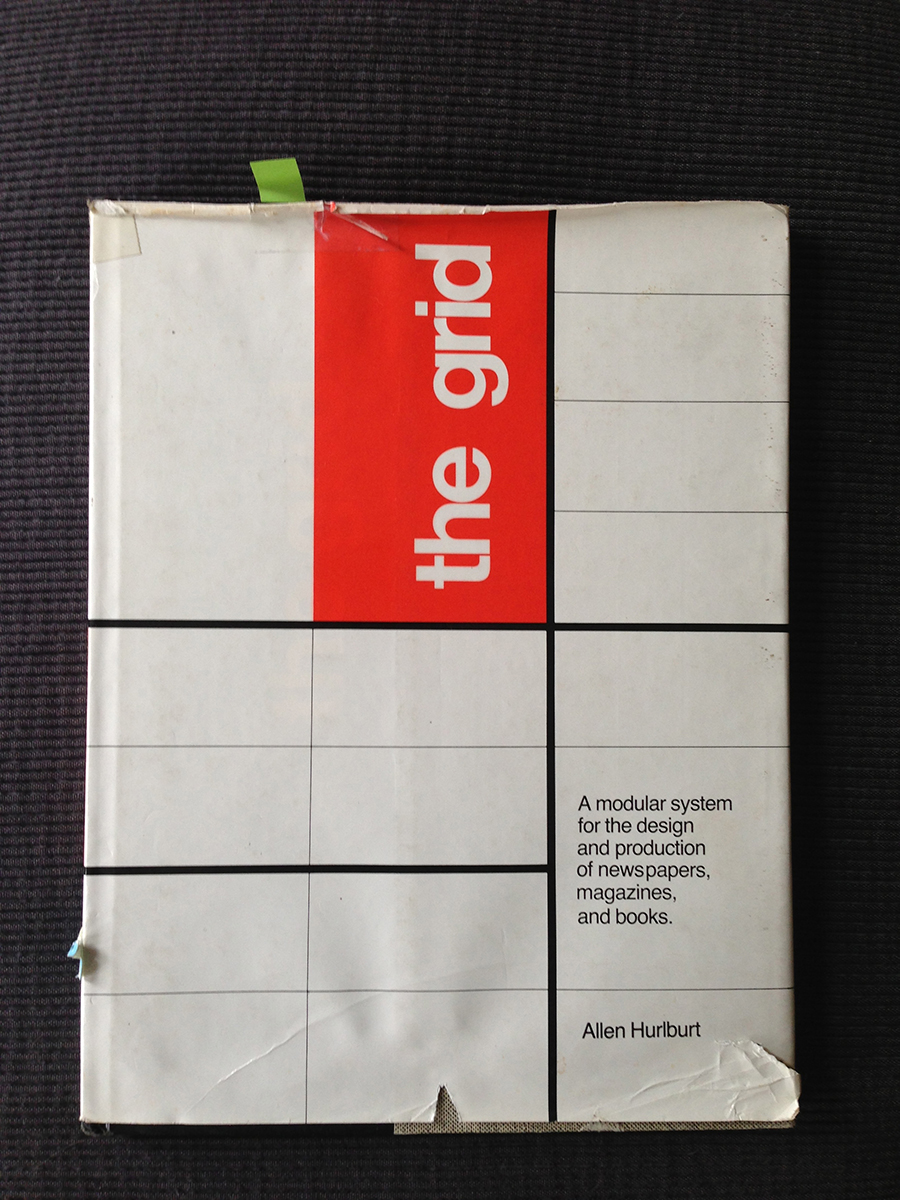 the grid
A modular system
for the design
and production
of newspapers,
magazines,
and books.
Allen Hurlburt